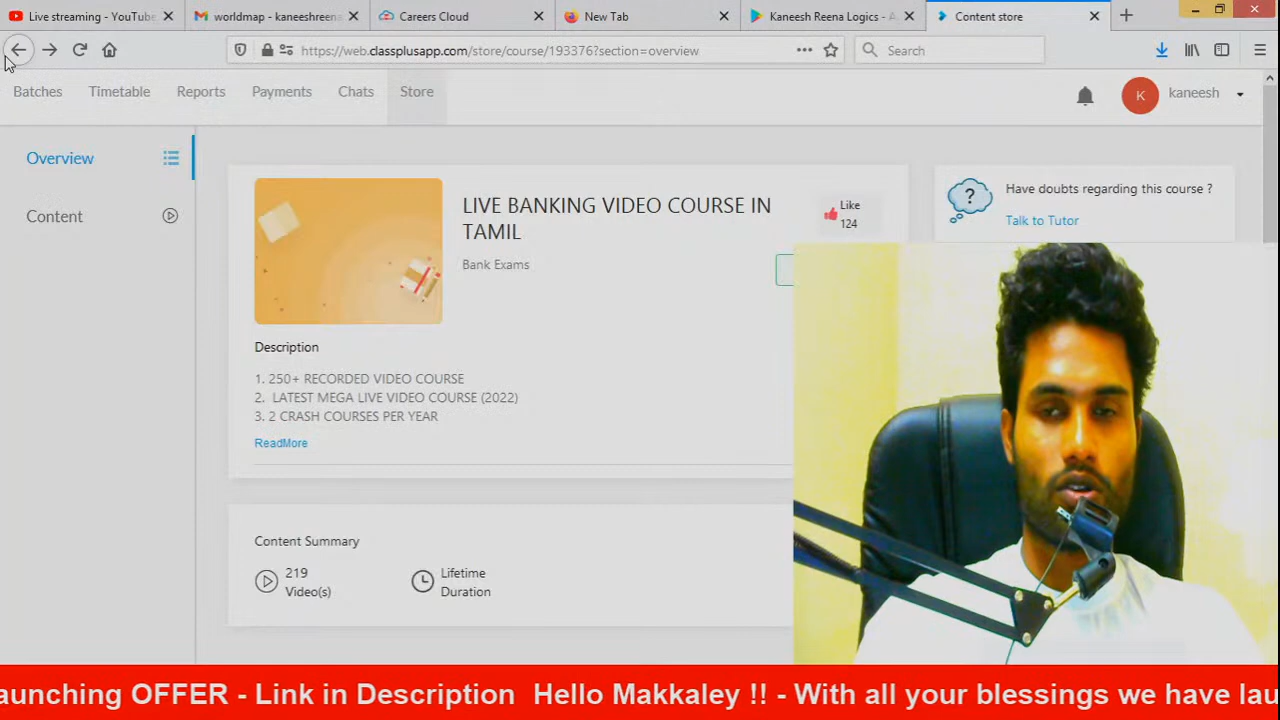 Live streaming - YouTube
worldmap - kaneeshreena
Careers Cloud
New Tab
Kaneesh Reena Logics - A
Content store
https://web.classplusapp.com/store/course/193376?section=overview
Search
Batches
Timetable
Reports
Payments
Chats
Store
K
kaneesh
Overview
Content
LIVE BANKING VIDEO COURSE IN
TAMIL
Bank Exams
Like
124
Have doubts regarding this course ?
Talk to Tutor
Description
1. 250+ RECORDED VIDEO COURSE
2. LATEST MEGA LIVE VIDEO COURSE (2022)
3. 2 CRASH COURSES PER YEAR
ReadMore
Content Summary
219
Video(s)
Lifetime
Duration
aunching OFFER - Link in Description Hello Makkaley !! - With all your blessings we have lau